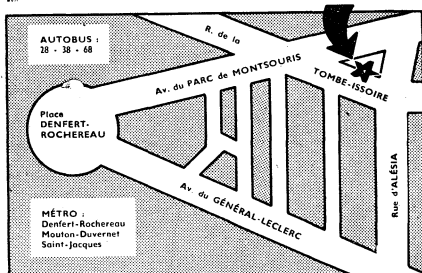 AUTOBUS :
28 - 38 - 68
R. de la
TOMBE-ISSOIRE
Av. du PARC de MONTSOURIS
Place
DENFERT-
ROCHEREAU
Rue d'ALÉSIA
Av. du GÉNÉRAL-LECLERC
MÉTRO :
Denfert-Rochereau
Mouton-Duvernet
Saint-Jacques